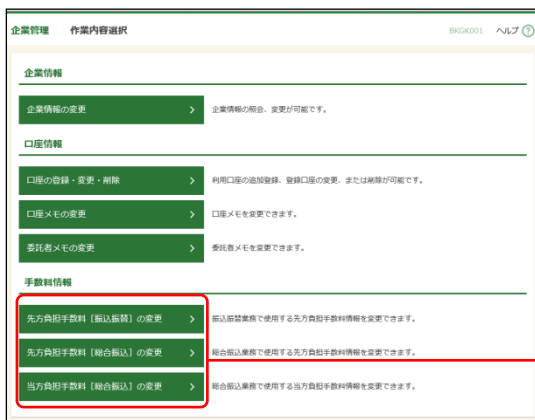 企業管理 作業内容選択 BKGK001 ヘルプ ?
企業情報
企業情報の変更 > 企業情報の照会、変更が可能です。
口座情報
口座の登録・変更・削除 > 利用口座の追加登録、登録口座の変更、または削除が可能です。
口座メモの変更 > 口座メモを変更できます。
委託者メモの変更 > 委託者メモを変更できます。
手数料情報
先方負担手数料［振込振替］の変更 > 振込振替業務で使用する先方負担手数料情報を変更できます。
先方負担手数料［総合振込］の変更 > 総合振込業務で使用する先方負担手数料情報を変更できます。
当方負担手数料［総合振込］の変更 > 総合振込業務で使用する当方負担手数料情報を変更できます。